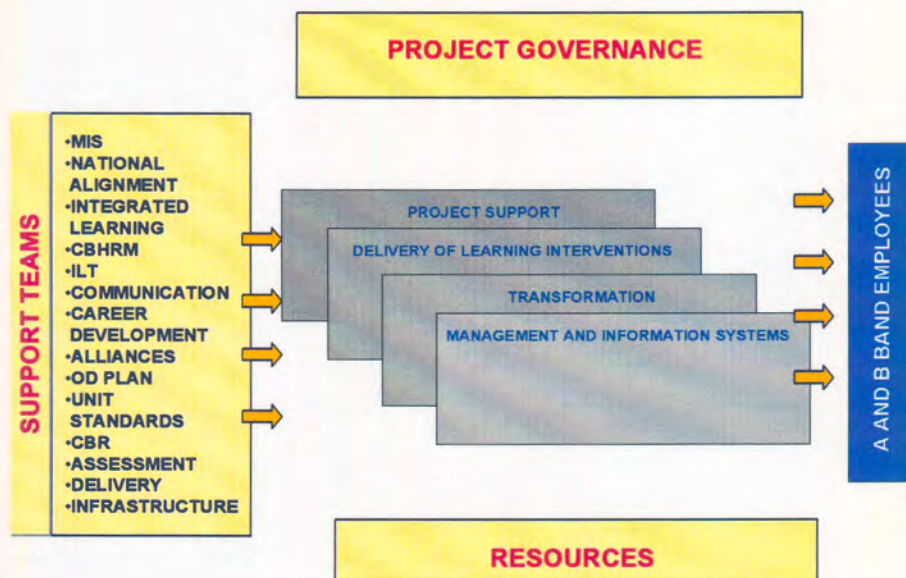 PROJECT GOVERNANCE
SUPPORT TEAMS
•MIS
•NATIONAL
ALIGNMENT
•INTEGRATED
LEARNING
•CBHRM
•ILT
•COMMUNICATION
•CAREER
DEVELOPMENT
•ALLIANCES
•OD PLAN
•UNIT
STANDARDS
•CBR
•ASSESSMENT
•DELIVERY
•INFRASTRUCTURE
PROJECT SUPPORT
DELIVERY OF LEARNING INTERVENTIONS
TRANSFORMATION
MANAGEMENT AND INFORMATION SYSTEMS
A AND B BAND EMPLOYEES
RESOURCES